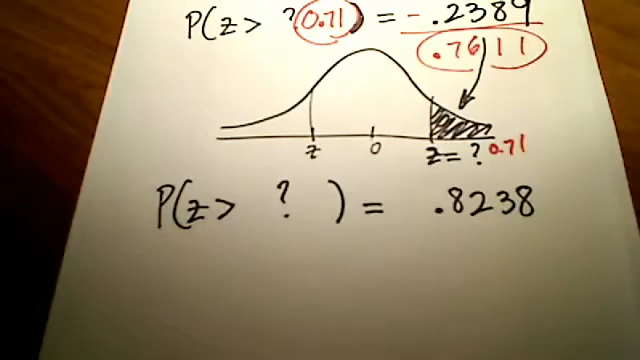 P(z > ? 0.71) = - .2389
.7611
z 0 z = ? 0.71
P(z > ? ) = .8238